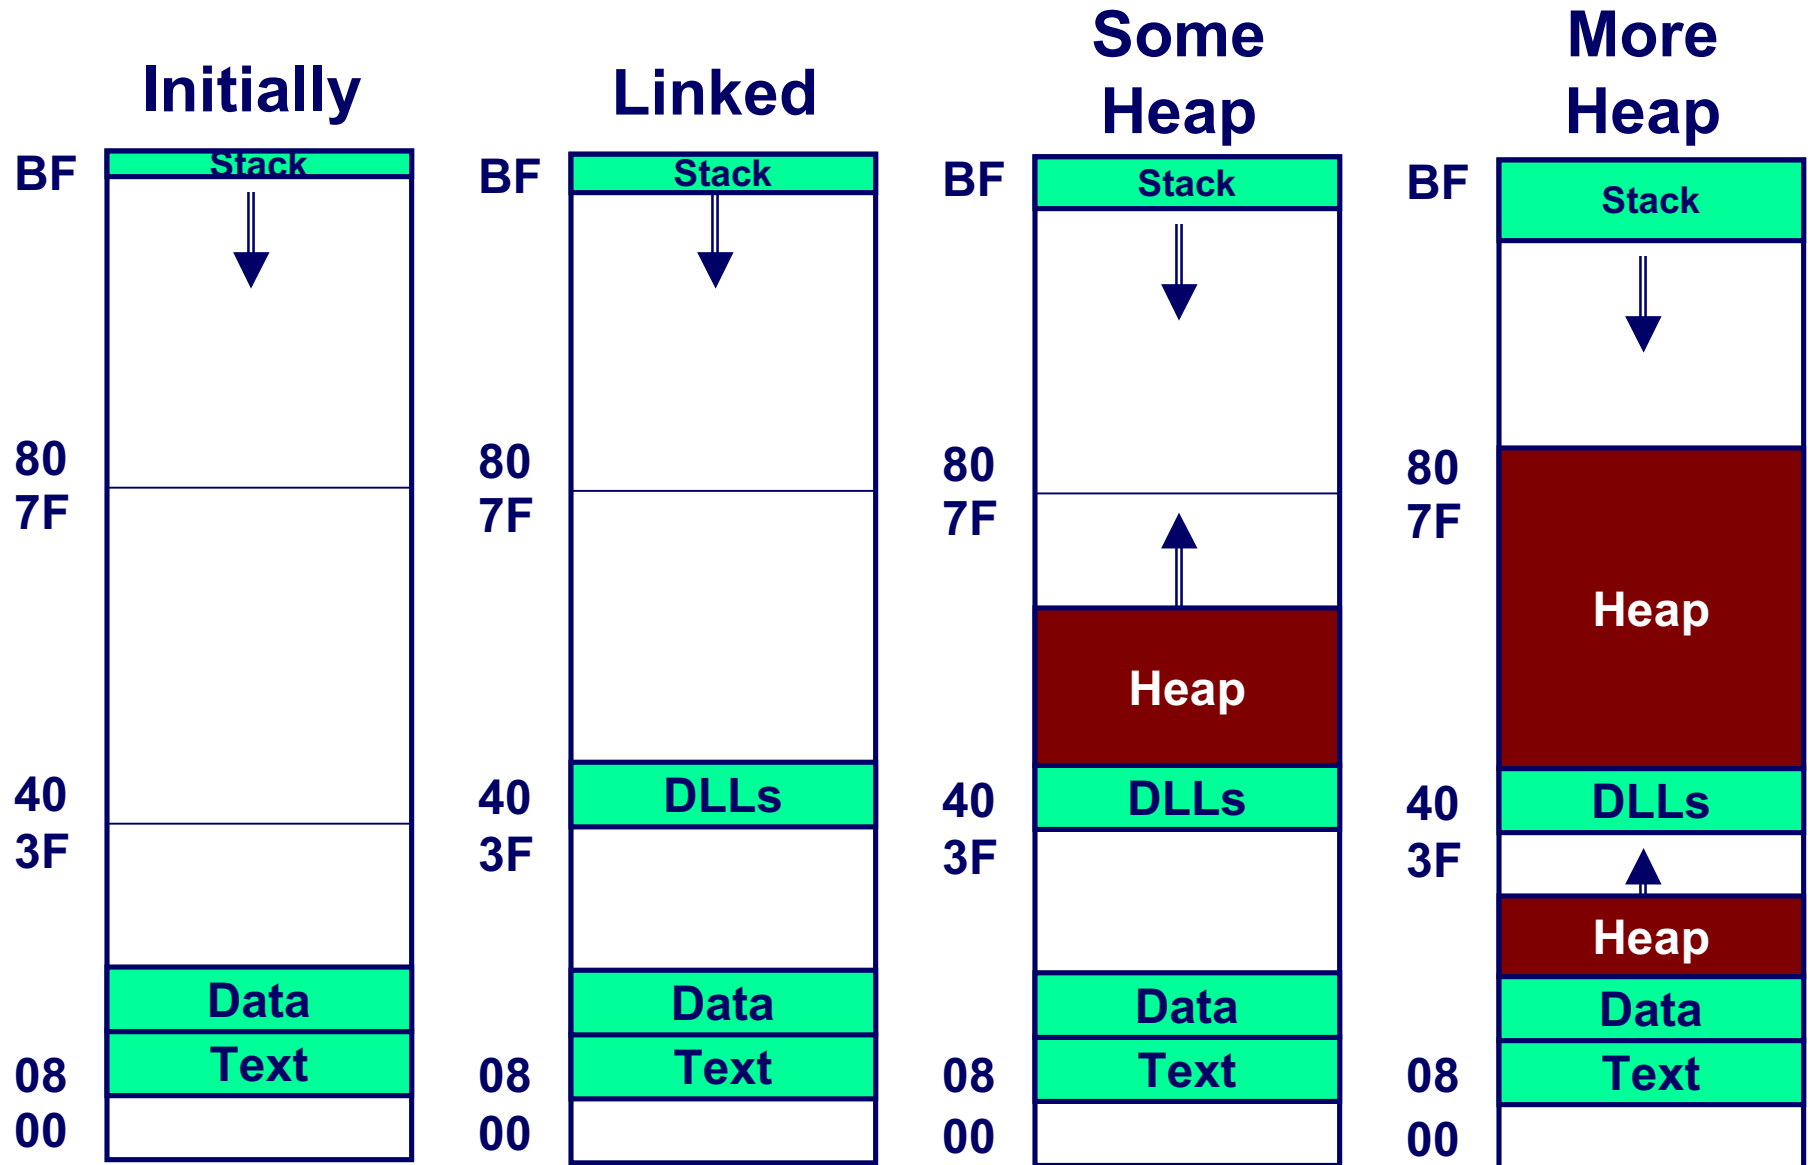 Initially
BF
Stack
80
7F
40
3F
Data
Text
08
00
Linked
BF
Stack
80
7F
DLLs
40
3F
Data
Text
08
00
Some
Heap
BF
Stack
80
7F
Heap
DLLs
40
3F
Data
Text
08
00
More
Heap
BF
Stack
80
7F
Heap
DLLs
40
3F
Heap
Data
Text
08
00